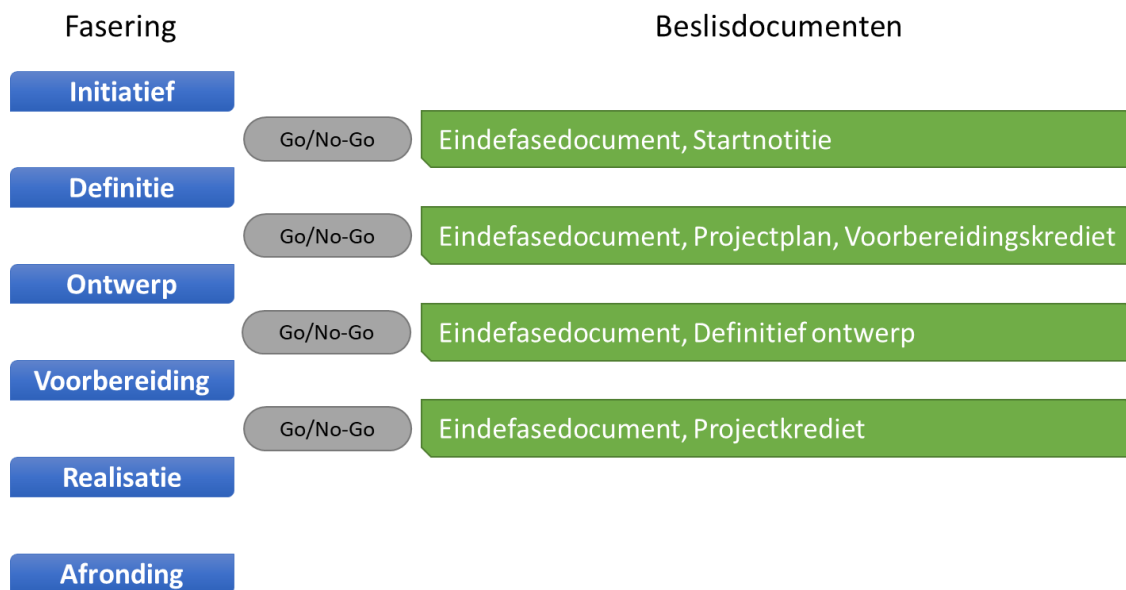 Fasering
Beslisdocumenten
Initiatief
Go/No-Go
Eindefasedocument, Startnotitie
Definitie
Go/No-Go
Eindefasedocument, Projectplan, Voorbereidingskrediet
Ontwerp
Go/No-Go
Eindefasedocument, Definitief ontwerp
Voorbereiding
Go/No-Go
Eindefasedocument, Projectkrediet
Realisatie
Afronding